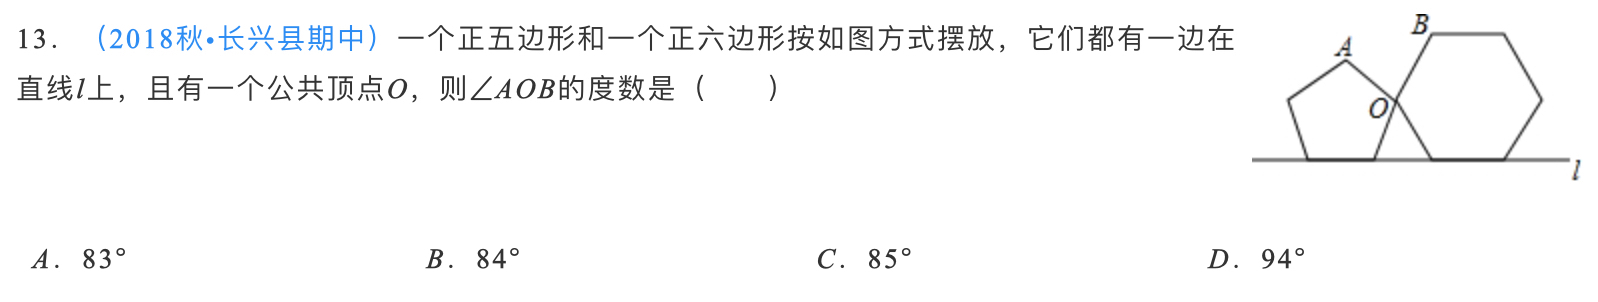 13. （2018秋•长兴县期中）一个正五边形和一个正六边形按如图方式摆放，它们都有一边在
直线l上，且有一个公共顶点O，则∠AOB的度数是（　　）
A
B
O
l
A. 83°
B. 84°
C. 85°
D. 94°